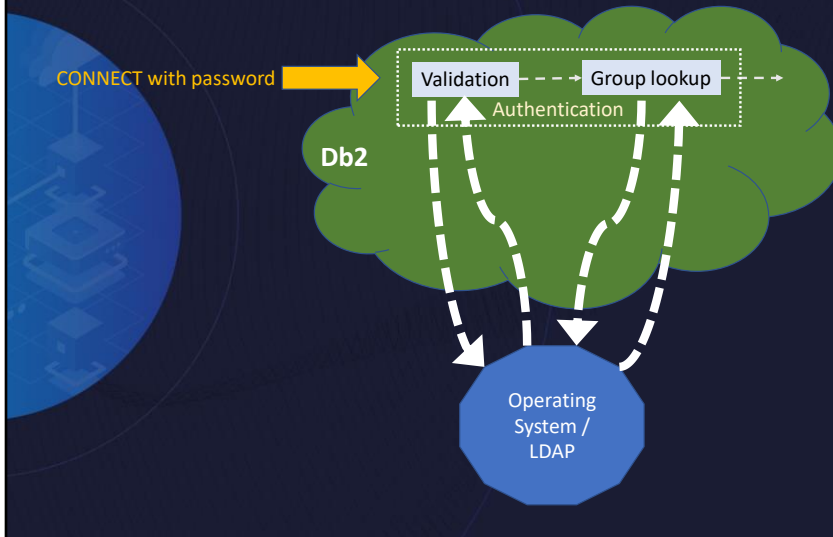 CONNECT with password
Validation
Group lookup
Authentication
Db2
Operating
System /
LDAP